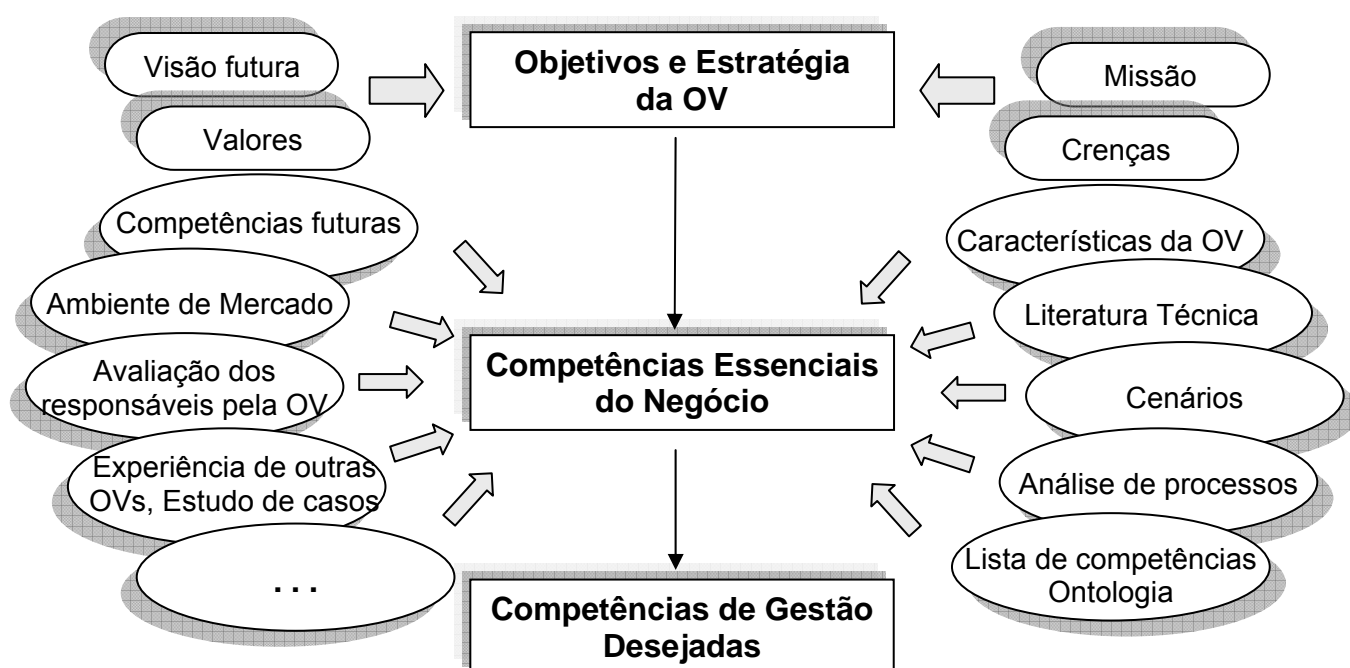 Visão futura
Objetivos e Estratégia
da OV
Missão
Valores
Crenças
Competências futuras
Características da OV
Ambiente de Mercado
Literatura Técnica
Avaliação dos
responsáveis pela OV
Competências Essenciais
do Negócio
Cenários
Experiência de outras
OVs, Estudo de casos
Análise de processos
. . .
Lista de competências
Ontologia
Competências de Gestão
Desejadas